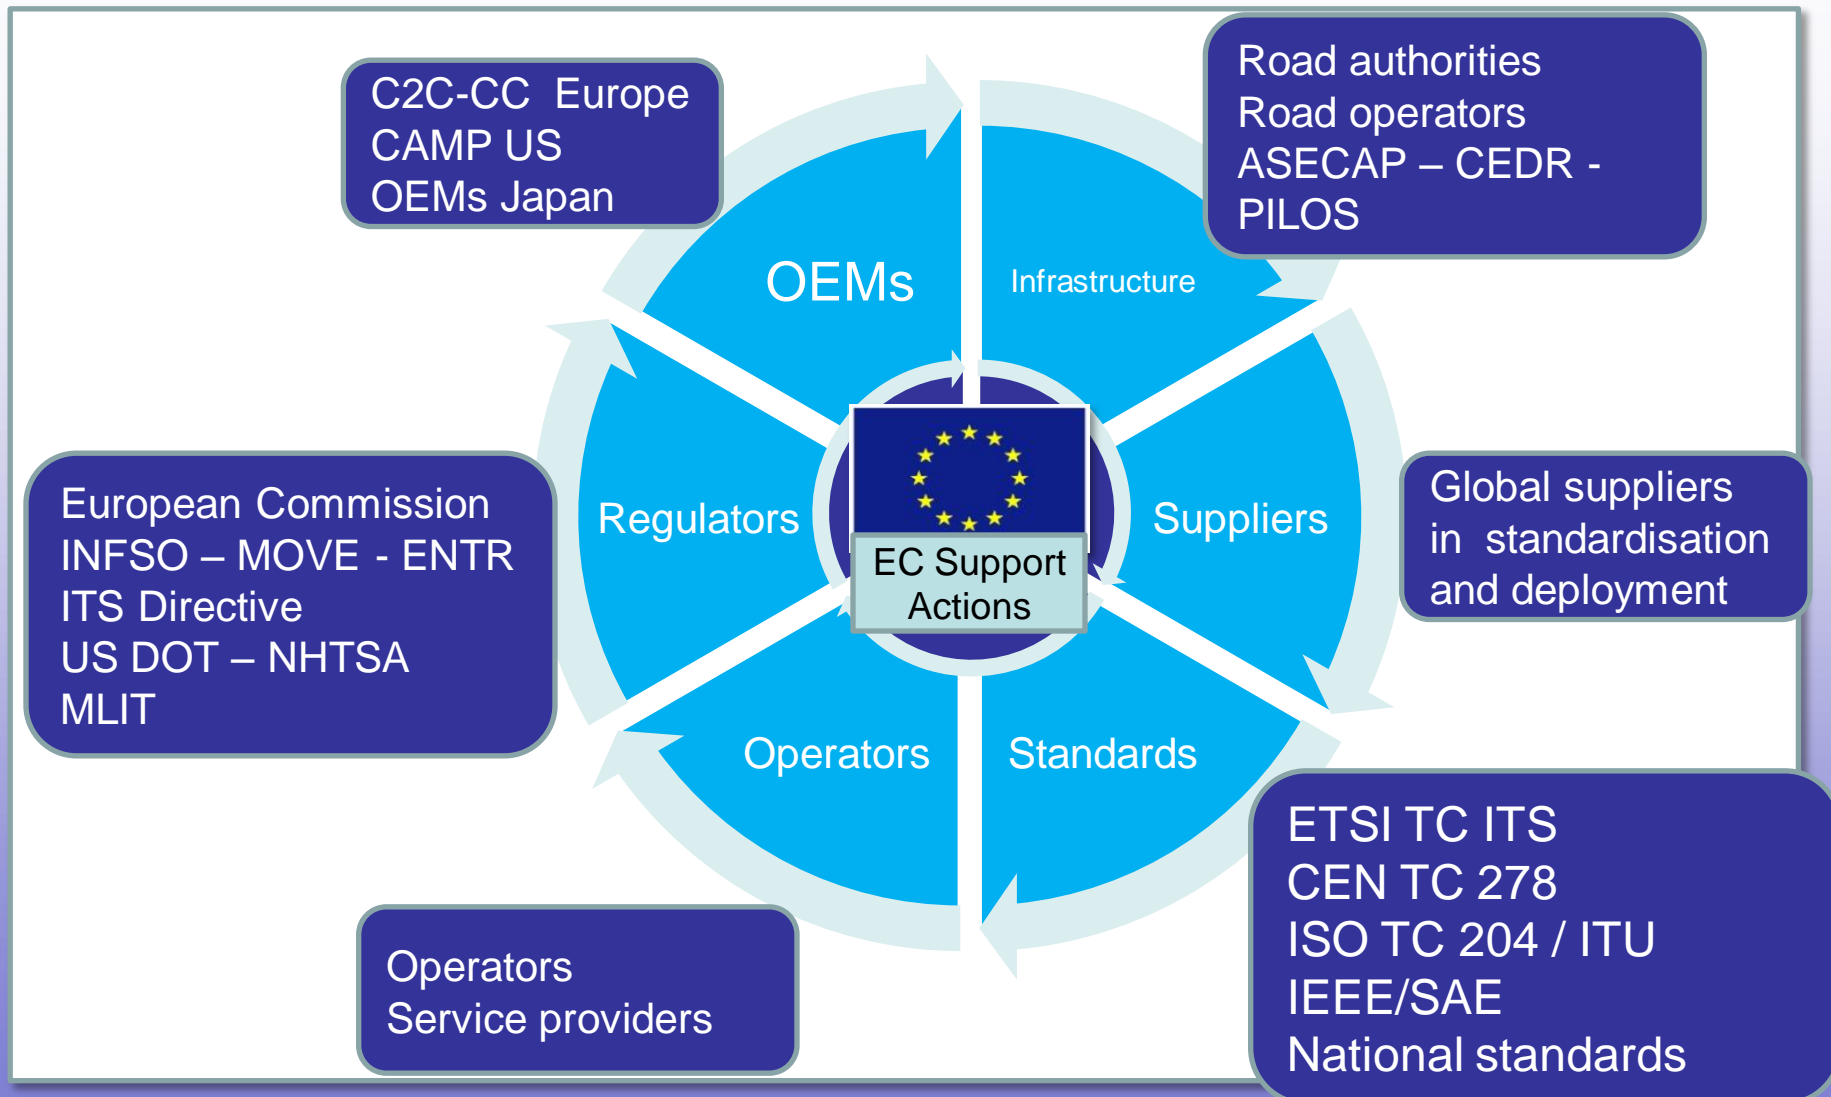 C2C-CC Europe
CAMP US
OEMs Japan
Road authorities
Road operators
ASECAP – CEDR -
PILOS
OEMs
Infrastructure
European Commission
INFSO – MOVE - ENTR
ITS Directive
US DOT – NHTSA
MLIT
Regulators
EC Support
Actions
Suppliers
Global suppliers
in standardisation
and deployment
Operators
Standards
Operators
Service providers
ETSI TC ITS
CEN TC 278
ISO TC 204 / ITU
IEEE/SAE
National standards